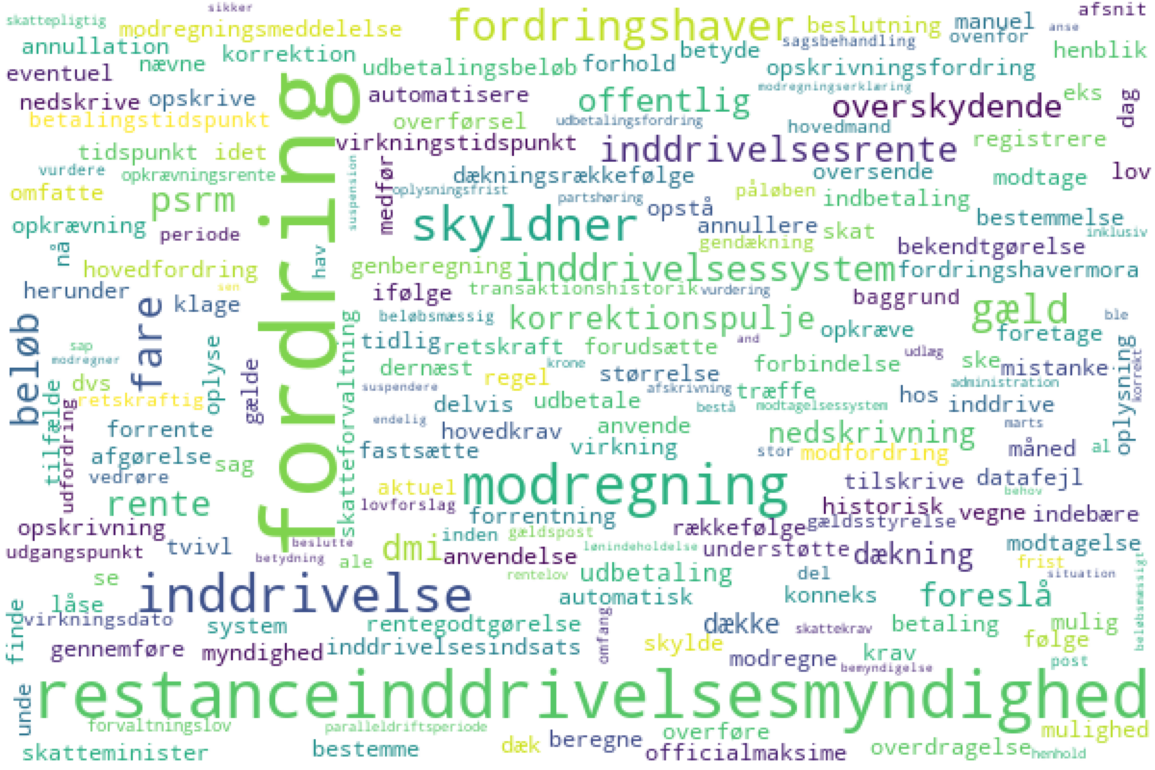 skattepligtig
sikker
modregningsmeddelelse
fordringshaver
beslutning
manuel
afsnit
anse
annullation
nævne
korrektion
betyde
sagsbehandling
ovenfor
henblik
eventuel
udbetalingsbeløb
forhold
opskrivningsfordring
nedskrive
opskrive
automatisere
offentlig
modregningserklæring
overskydende
eks
dag
betalingstidspunkt
overførsel
udbetalingsfordring
hovedmand
registrere
tidspunkt
idet
virkningstidspunkt
inddrivelsesrente
vurdere
opkrævningsrente
suspension
medfør
dækningsrækkefølge
oversende
modtage
lov
omfatte
psrm
oplysningsfrist
partshøring
påløben
indbetaling
opkrævning
periode
skyldner
opstå
annullere
skat
bestemmelse
inklusiv
nå
hav
gendækning
bekendtgørelse
hovedfordring
fordring
genberegning
inddrivelsessystem
fordringshavermora
herunder
sen
klage
ifølge
transaktionshistorik
vurdering
baggrund
gæld
ble
beløb
fare
beløbsmæssig
korrektionspulje
opkræve
foretage
sap
modregner
oplyse
gælde
skatteforvaltning
tidlig
retskraft
forudsætte
and
forbindelse
udlæg
ske
mistanke
oplysning
korrekt
dvs
retskraftig
dernæst
regel
krone
størrelse
afskrivning
træffe
hos
administration
inddrive
tilfælde
udfordring
suspendere
delvis
udbetale
bestå
modtagelsessystem
marts
forrente
endelig
hovedkrav
anvende
nedskrivning
afgørelse
sag
fastsætte
virkning
stor
modfordring
måned
al
vedrøre
aktuel
modregning
tilskrive
datafejl
behov
rente
lovforslag
forrentning
historisk
vegne
indebære
opskrivning
inden
gældspost
rækkefølge
gældsstyrelse
udgangspunkt
tvivl
beslutte
betydning
ale
dmi
anvendelse
lønindeholdelse
understøtte
dækning
modtagelse
frist
se
inddrivelse
rentelov
udbetaling
del
situation
beløbsmæssigt
låse
automatisk
konneks
foreslå
finde
virkningsdato
system
rentegodtgørelse
omfang
dække
skattekrav
betaling
mulig
gennemføre
myndighed
inddrivelsesindsats
skylde
modregne
krav
følge
bemyndigelse
post
unde
restanceinddrivelsesmyndighed
forvaltningslov
paralleldriftsperiode
overføre
mulighed
skatteminister
bestemme
dæk
beregne
officialmaksime
overdragelse
henhold